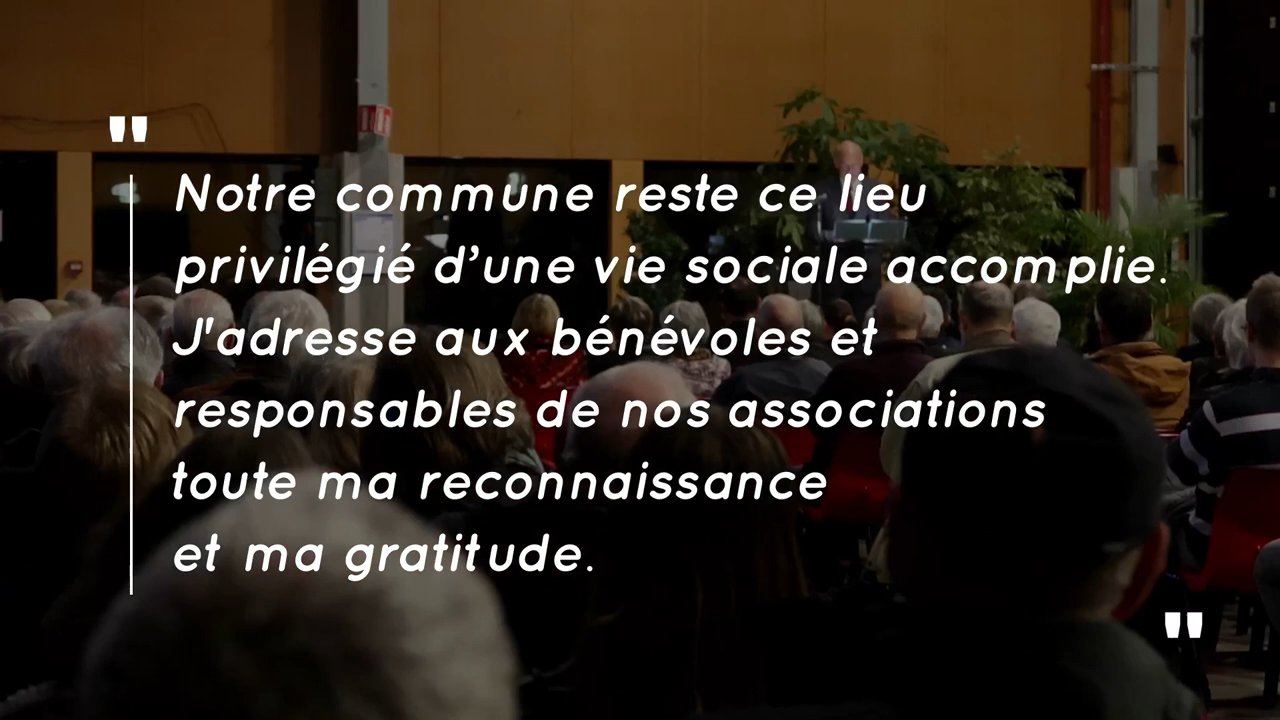 "
Notre commune reste ce lieu
privilégié d’une vie sociale accomplie.
J'adresse aux bénévoles et
responsables de nos associations
toute ma reconnaissance
et ma gratitude.
"